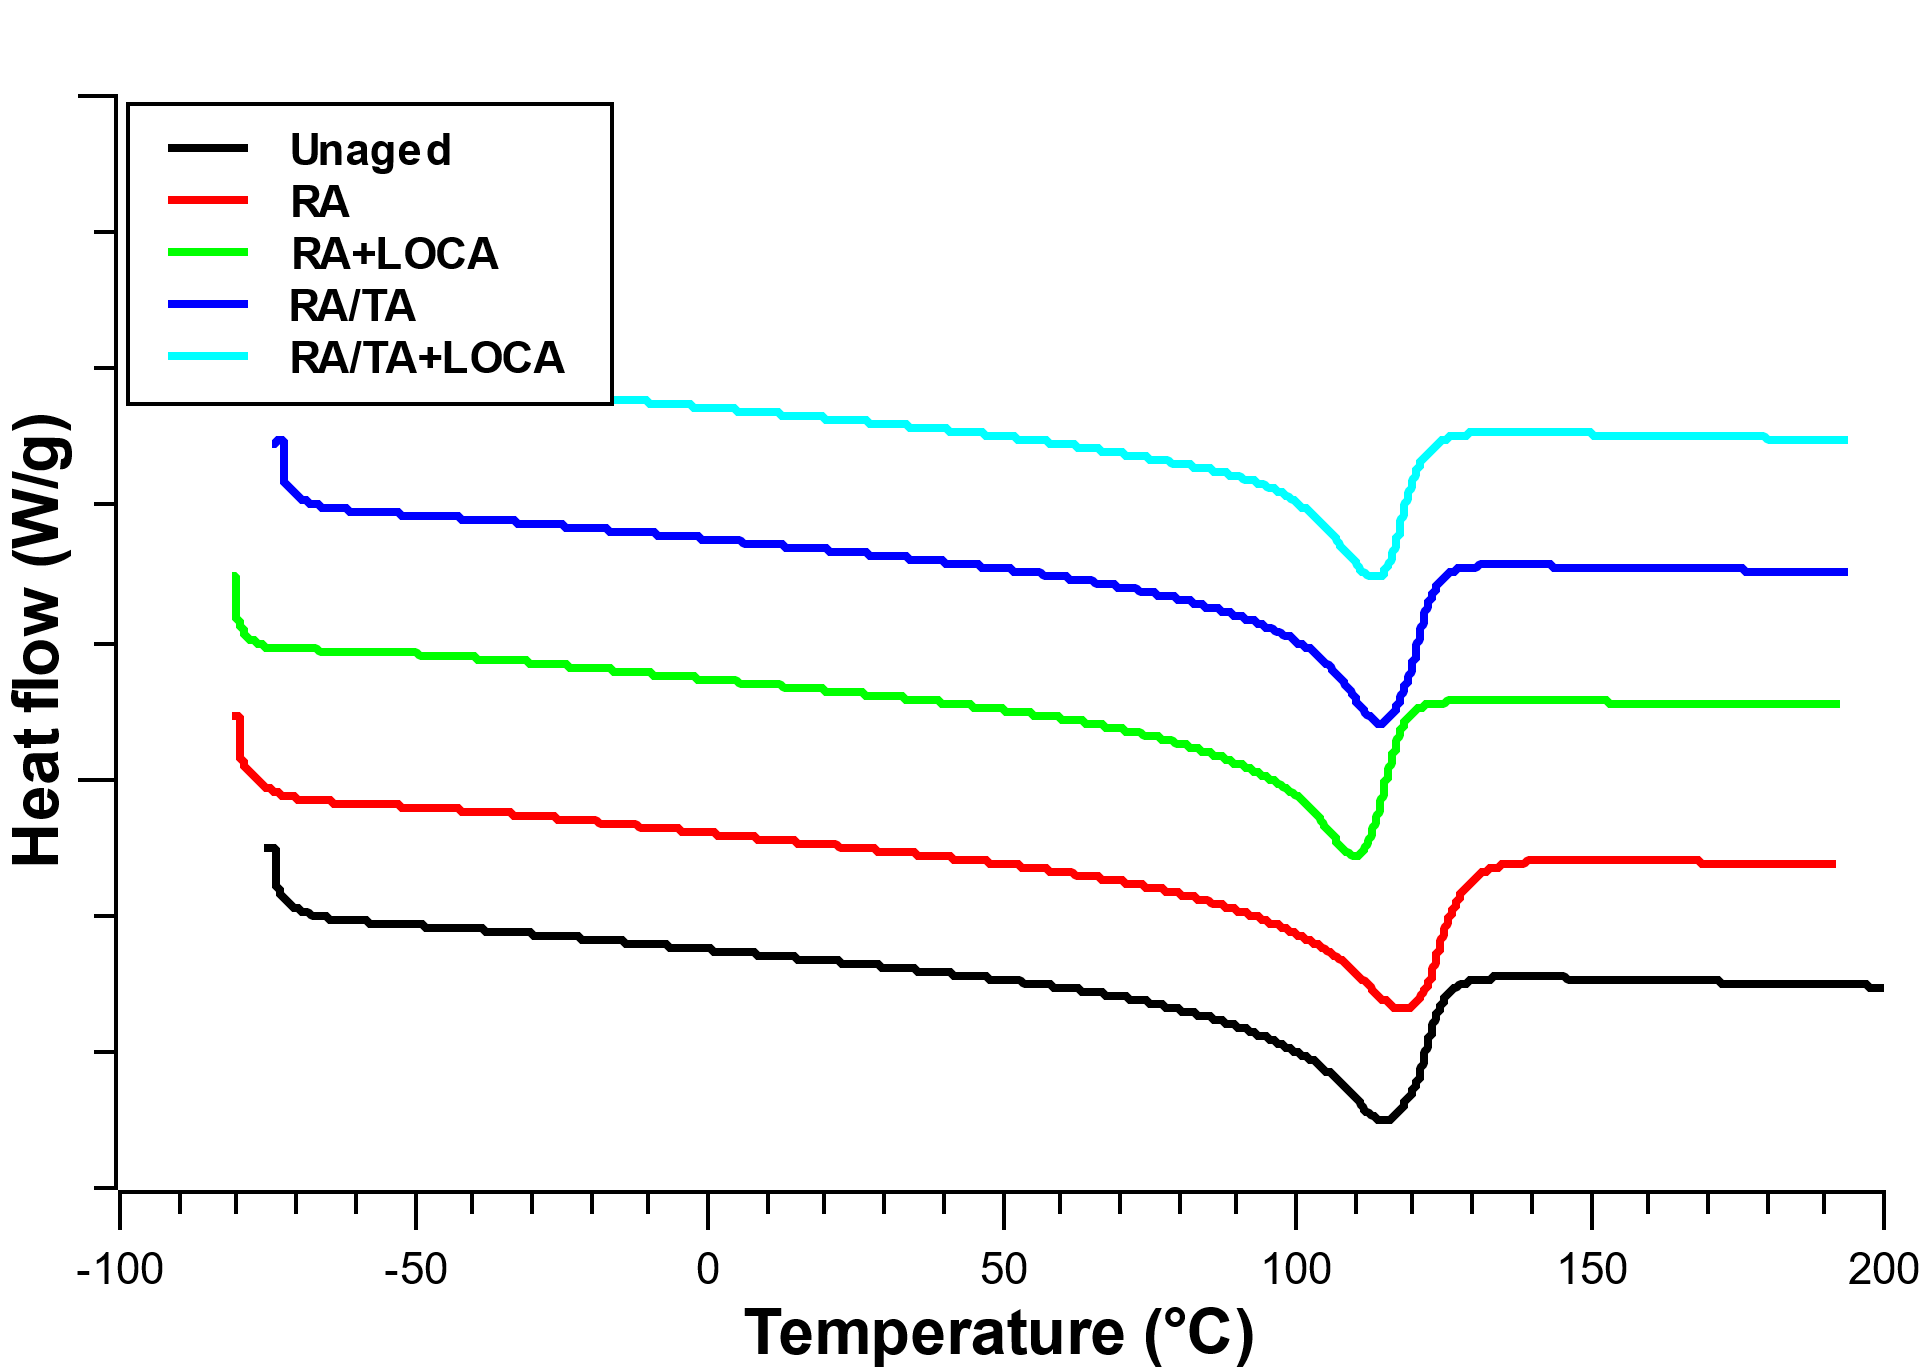 Unaged
RA
RA+LOCA
RA/TA
RA/TA+LOCA
Heat flow (W/g)
-100 -50 0 50 100 150 200
Temperature (°C)